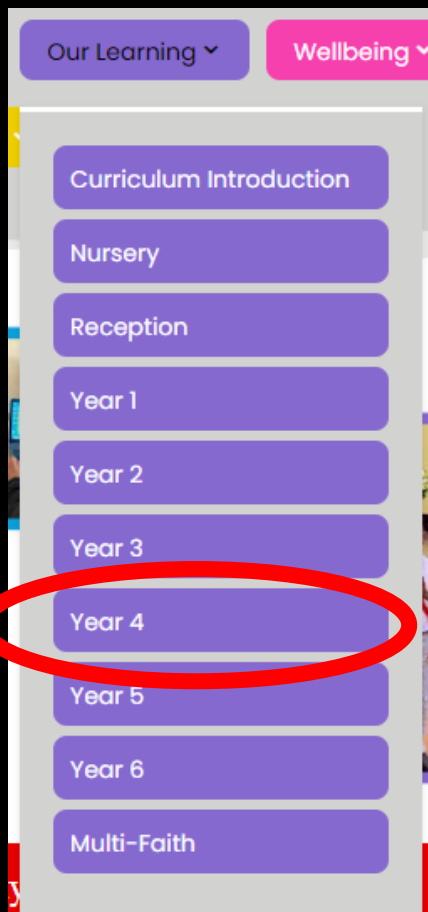 Our Learning Wellbeing
Curriculum Introduction
Nursery
Reception
Year 1
Year 2
Year 3
Year 4
Year 5
Year 6
Multi-Faith